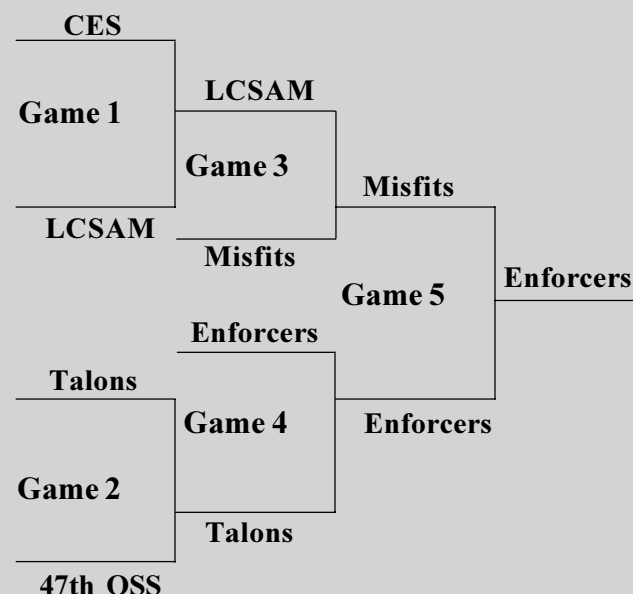 CES
Game 1
LCSAM
LCSAM
Game 3
Misfits
Misfits
Game 5
Enforcers
Enforcers
Talons
Game 4
Enforcers
Game 2
Talons
47th OSS